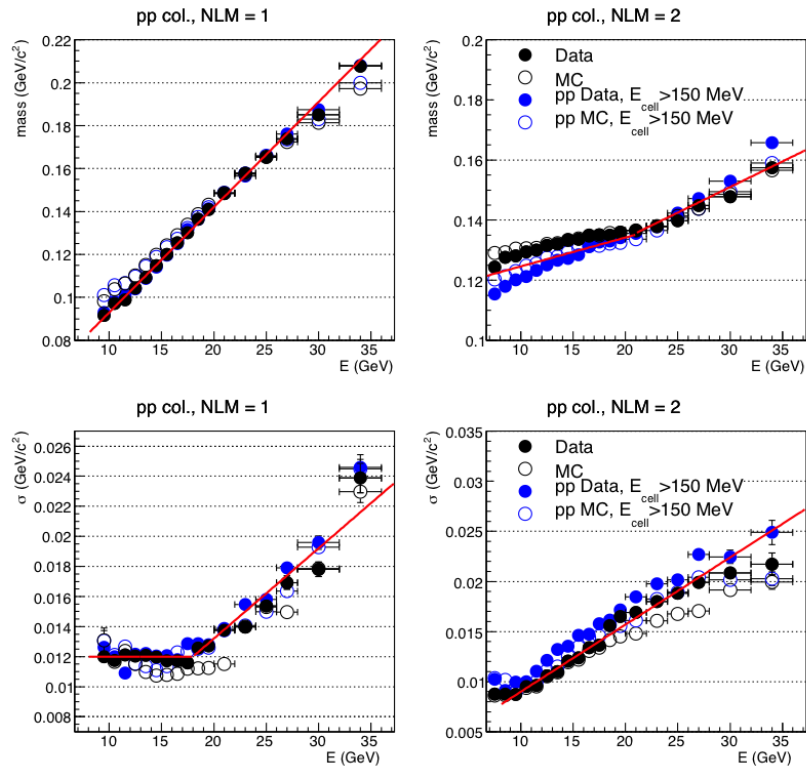 pp col., NLM = 1
mass (GeV/c²)
0.22
0.2
0.18
0.16
0.14
0.12
0.1
0.08
10 15 20 25 30 35
E (GeV)
pp col., NLM = 2
mass (GeV/c²)
0.2
0.18
0.16
0.14
0.12
0.1
Data
MC
pp Data, E_cell>150 MeV
pp MC, E_cell>150 MeV
10 15 20 25 30 35
E (GeV)
pp col., NLM = 1
σ (GeV/c²)
0.026
0.024
0.022
0.02
0.018
0.016
0.014
0.012
0.01
0.008
10 15 20 25 30 35
E (GeV)
pp col., NLM = 2
σ (GeV/c²)
0.035
0.03
0.025
0.02
0.015
0.01
0.005
Data
MC
pp Data, E_cell>150 MeV
pp MC, E_cell>150 MeV
10 15 20 25 30 35
E (GeV)